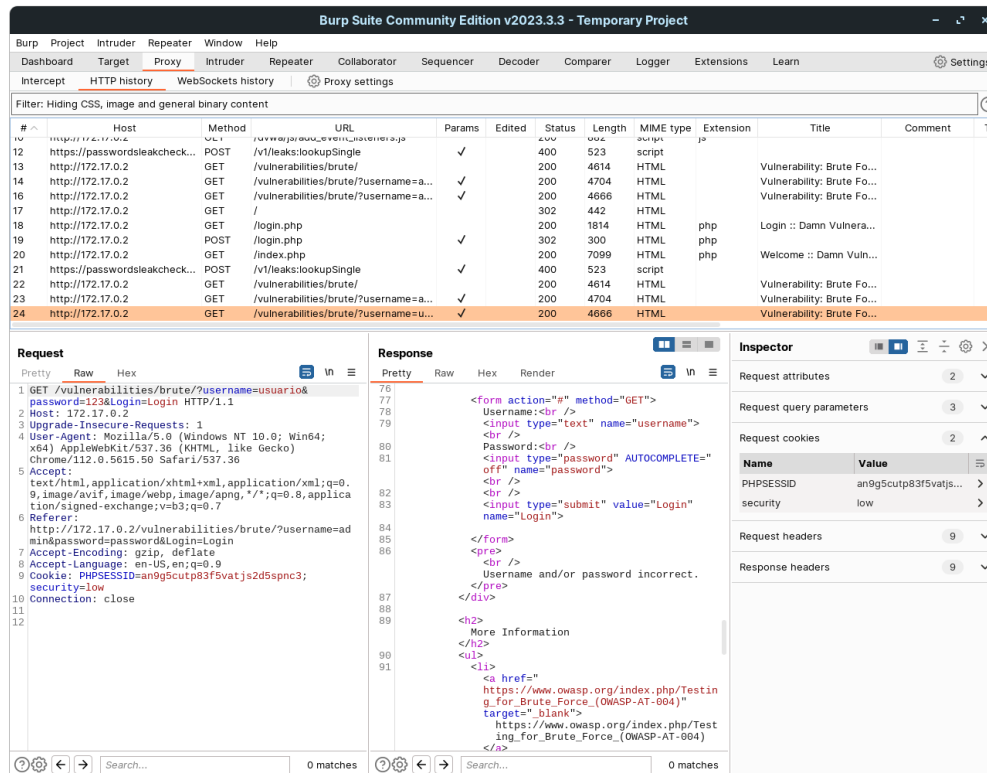 Burp Suite Community Edition v2023.3.3 - Temporary Project
Burp Project Intruder Repeater Window Help
Dashboard Target Proxy Intruder Repeater Collaborator Sequencer Decoder Comparer Logger Extensions Learn Settings
Intercept HTTP history WebSockets history Proxy settings
Filter: Hiding CSS, image and general binary content
# Host Method URL Params Edited Status Length MIME type Extension Title Comment
10 http://172.17.0.2 GET /dvwa/js/add_event_listeners.js 200 script js
12 https://passwordsleakcheck... POST /v1/leaks:lookupSingle ✓ 400 523 script
13 http://172.17.0.2 GET /vulnerabilities/brute/ 200 4614 HTML Vulnerability: Brute Fo...
14 http://172.17.0.2 GET /vulnerabilities/brute/?username=a... ✓ 200 4704 HTML Vulnerability: Brute Fo...
16 http://172.17.0.2 GET /vulnerabilities/brute/?username=a... ✓ 200 4666 HTML Vulnerability: Brute Fo...
17 http://172.17.0.2 GET / 302 442 HTML
18 http://172.17.0.2 GET /login.php 200 1814 HTML php Login :: Damn Vulnera...
19 http://172.17.0.2 POST /login.php ✓ 302 300 HTML php
20 http://172.17.0.2 GET /index.php 200 7099 HTML php Welcome :: Damn Vuln...
21 https://passwordsleakcheck... POST /v1/leaks:lookupSingle ✓ 400 523 script
22 http://172.17.0.2 GET /vulnerabilities/brute/ 200 4614 HTML Vulnerability: Brute Fo...
23 http://172.17.0.2 GET /vulnerabilities/brute/?username=a... ✓ 200 4704 HTML Vulnerability: Brute Fo...
24 http://172.17.0.2 GET /vulnerabilities/brute/?username=u... ✓ 200 4666 HTML Vulnerability: Brute Fo...
Request
Pretty Raw Hex \n
1 GET /vulnerabilities/brute/?username=usuario&
password=123&Login=Login HTTP/1.1
2 Host: 172.17.0.2
3 Upgrade-Insecure-Requests: 1
4 User-Agent: Mozilla/5.0 (Windows NT 10.0; Win64;
x64) AppleWebKit/537.36 (KHTML, like Gecko)
Chrome/112.0.5615.50 Safari/537.36
5 Accept:
text/html,application/xhtml+xml,application/xml;q=0.
9,image/avif,image/webp,image/apng,*/*;q=0.8,applica
tion/signed-exchange;v=b3;q=0.7
6 Referer:
http://172.17.0.2/vulnerabilities/brute/?username=ad
min&password=password&Login=Login
7 Accept-Encoding: gzip, deflate
8 Accept-Language: en-US,en;q=0.9
9 Cookie: PHPSESSID=an9g5cutp83f5vatjs2d5spnc3;
security=low
10 Connection: close
11
12
Search... 0 matches
Response
Pretty Raw Hex Render \n
76
77 <form action="#" method="GET">
78 Username:<br />
79 <input type="text" name="username">
<br />
80 Password:<br />
81 <input type="password" AUTOCOMPLETE="
off" name="password">
<br />
82 <br />
83 <input type="submit" value="Login"
name="Login">
84
85 </form>
86 <pre>
<br />
Username and/or password incorrect.
</pre>
87 </div>
88
89 <h2>
More Information
</h2>
90 <ul>
91 <li>
<a href="
https://www.owasp.org/index.php/Testin
g_for_Brute_Force_(OWASP-AT-004)"
target="_blank">
https://www.owasp.org/index.php/Test
ing_for_Brute_Force_(OWASP-AT-004)
</a>
Search... 0 matches
Inspector
Request attributes 2
Request query parameters 3
Request cookies 2
Name Value
PHPSESSID an9g5cutp83f5vatjs...
security low
Request headers 9
Response headers 9